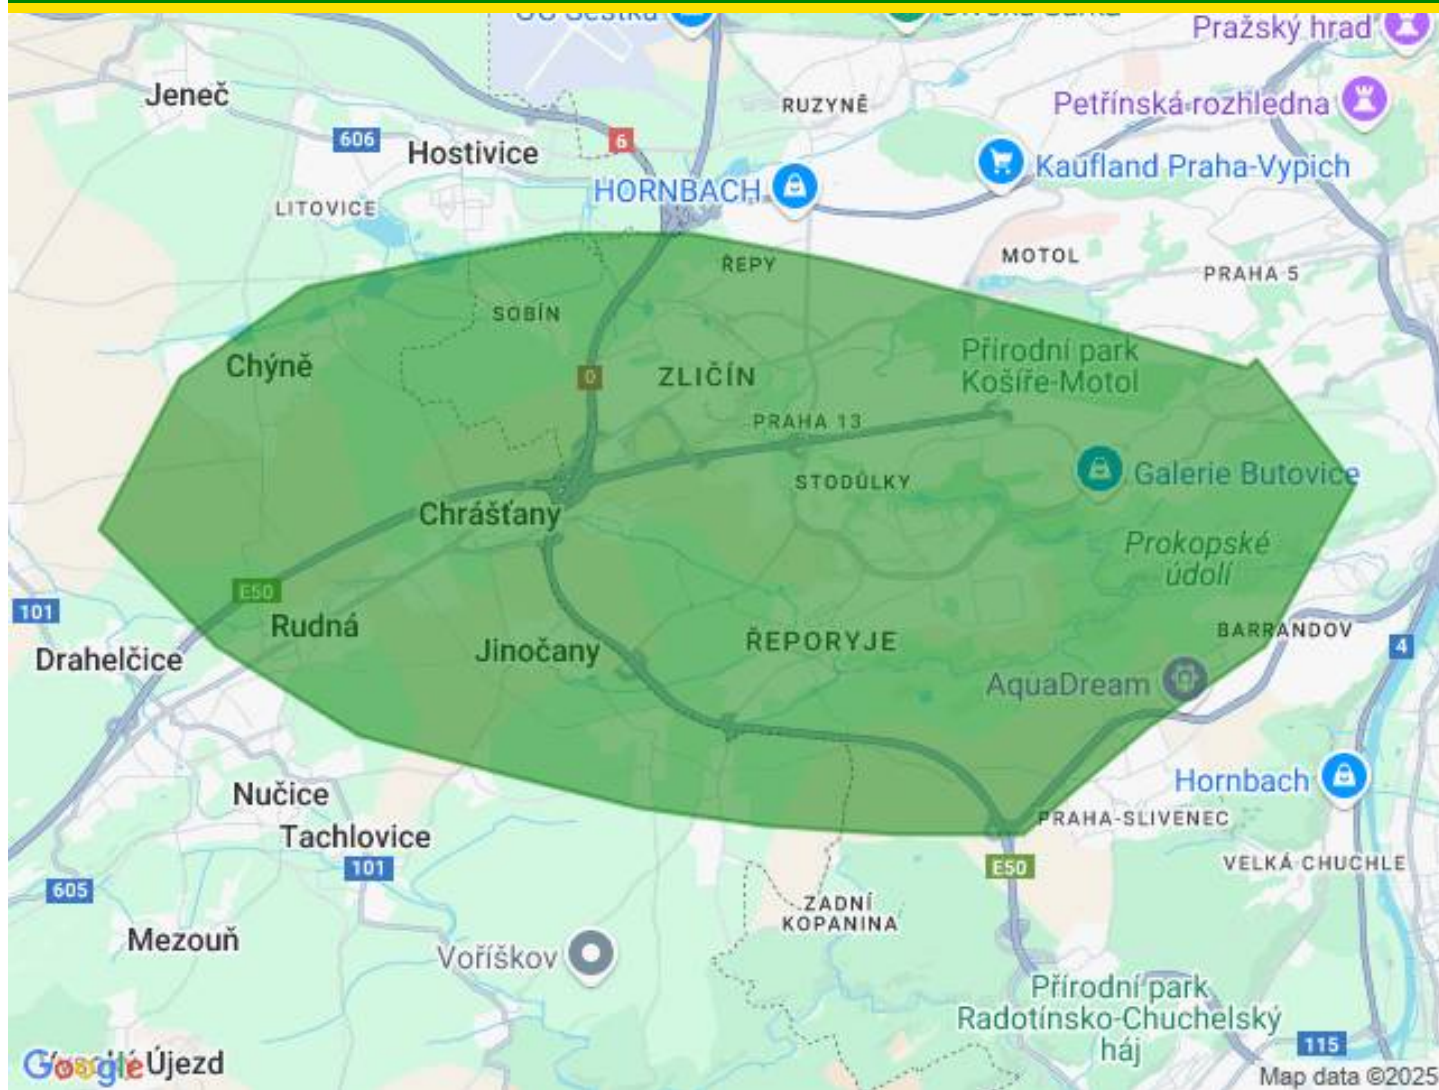 Pražský hrad
Jeneč
RUZYNĚ
Petřínská rozhledna
606
6
Hostivice
Kaufland Praha-Vypich
HORNBACH
LITOVICE
MOTOL
ŘEPY
PRAHA 5
SOBÍN
Přírodní park
Košíře-Motol
Chýně
0
ZLIČÍN
PRAHA 13
Galerie Butovice
STODŮLKY
Chrášťany
Prokopské
údolí
E50
101
Rudná
BARRANDOV
Jinočany
ŘEPORYJE
4
Drahelčice
AquaDream
Hornbach
Nučice
PRAHA-SLIVENEC
Tachlovice
101
E50
VELKÁ CHUCHLE
605
ZADNÍ
KOPANINA
Mezouň
Voříškov
Přírodní park
Radotínsko-Chuchelský
háj
115
Google
Újezd
Map data ©2025